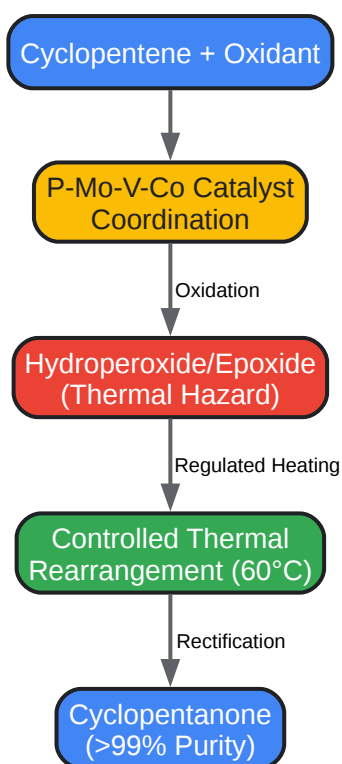 Cyclopentene + Oxidant
P-Mo-V-Co Catalyst
Coordination
Oxidation
Hydroperoxide/Epoxide
(Thermal Hazard)
Regulated Heating
Controlled Thermal
Rearrangement (60°C)
Rectification
Cyclopentanone
(>99% Purity)